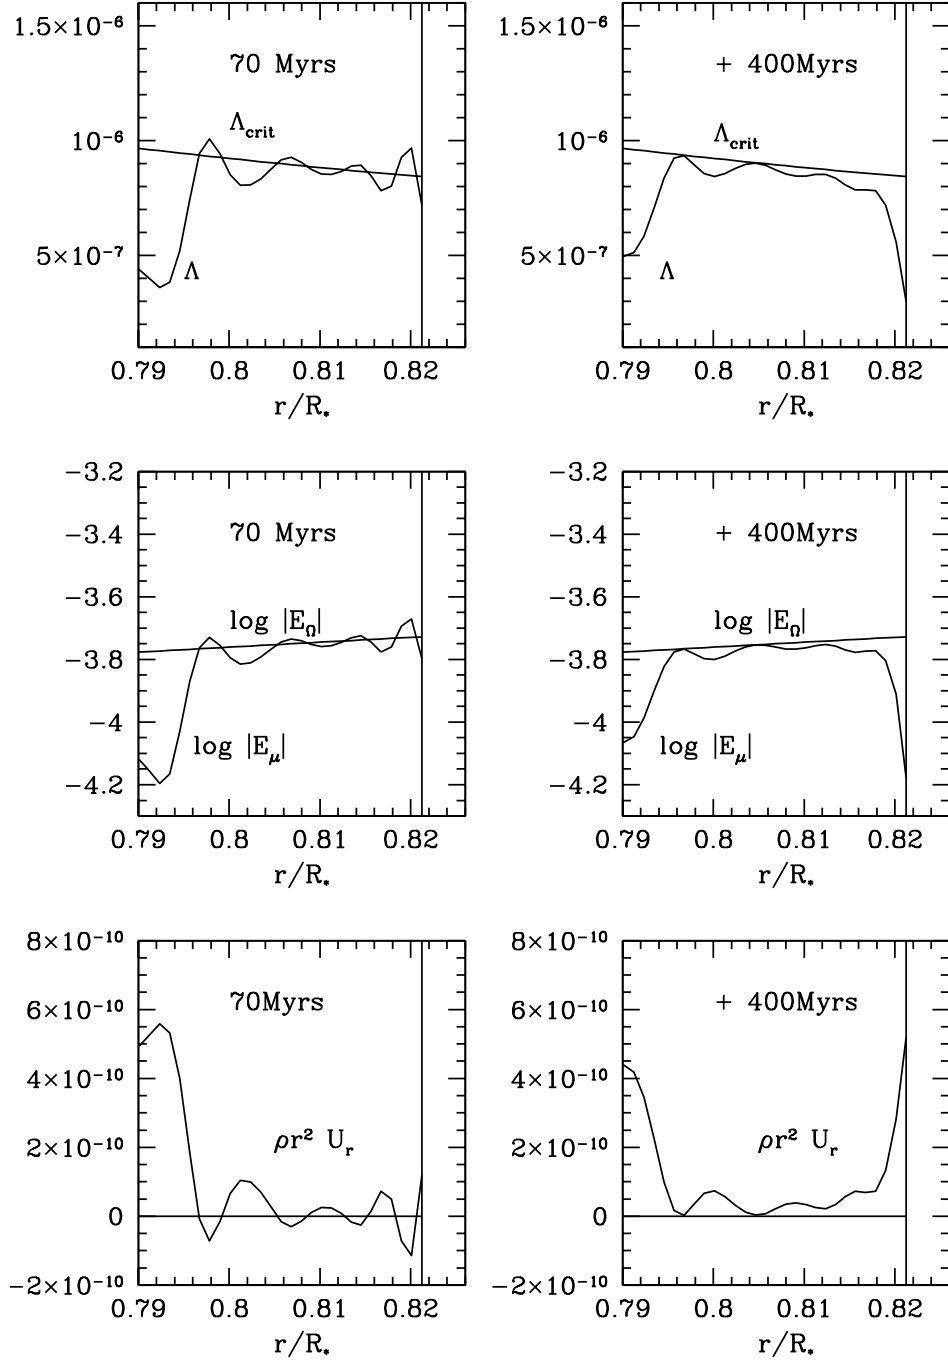 1.5×10⁻⁶
70 Myrs
Λcrit
10⁻⁶
5×10⁻⁷
Λ
0.79 0.8 0.81 0.82
r/R*
1.5×10⁻⁶
+ 400Myrs
Λcrit
10⁻⁶
5×10⁻⁷
Λ
0.79 0.8 0.81 0.82
r/R*
−3.2
70 Myrs
−3.4
−3.6
log |EΩ|
−3.8
−4
log |Eμ|
−4.2
0.79 0.8 0.81 0.82
r/R*
−3.2
+ 400Myrs
−3.4
−3.6
log |EΩ|
−3.8
−4
log |Eμ|
−4.2
0.79 0.8 0.81 0.82
r/R*
8×10⁻¹⁰
70Myrs
6×10⁻¹⁰
4×10⁻¹⁰
ρr² Ur
2×10⁻¹⁰
0
−2×10⁻¹⁰
0.79 0.8 0.81 0.82
r/R*
8×10⁻¹⁰
+ 400Myrs
6×10⁻¹⁰
4×10⁻¹⁰
ρr² Ur
2×10⁻¹⁰
0
−2×10⁻¹⁰
0.79 0.8 0.81 0.82
r/R*